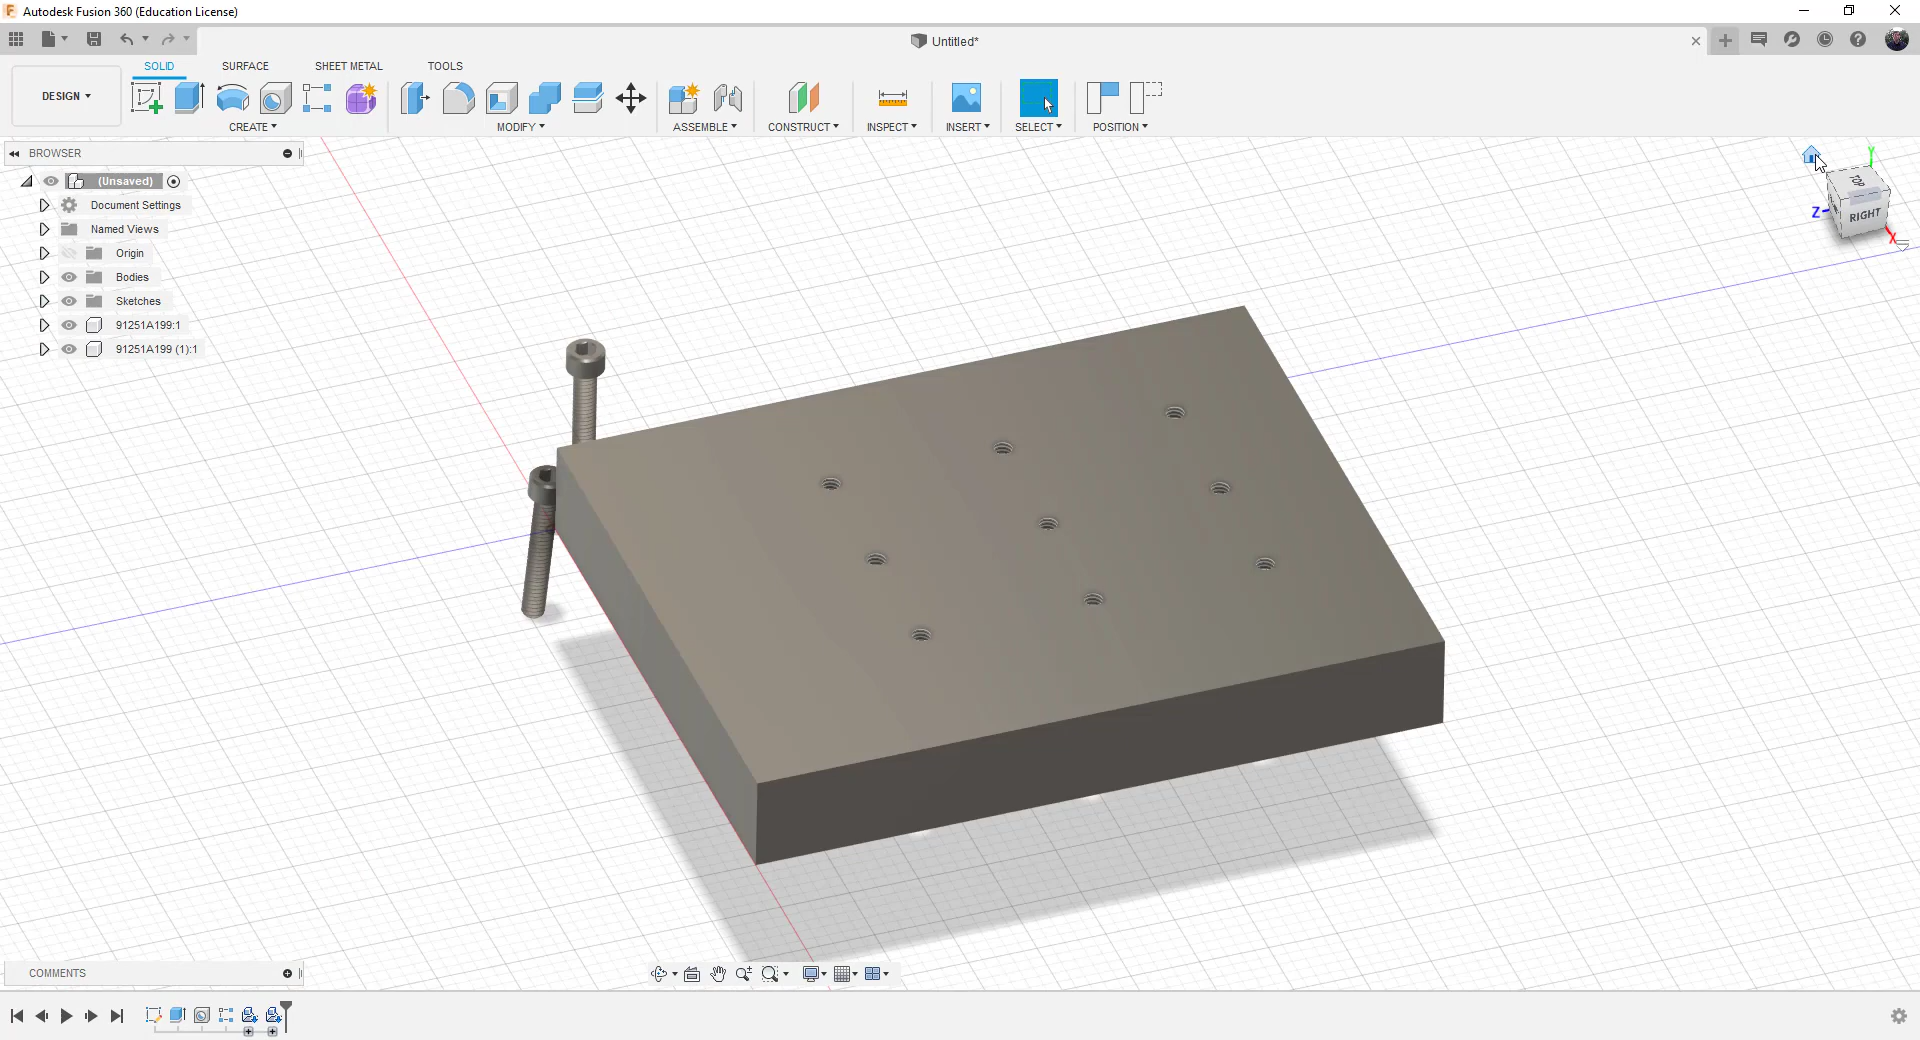 Autodesk Fusion 360 (Education License)
Untitled*
SOLID SURFACE SHEET METAL TOOLS
DESIGN
CREATE MODIFY ASSEMBLE CONSTRUCT INSPECT INSERT SELECT POSITION
BROWSER
(Unsaved)
Document Settings
Named Views
Origin
Bodies
Sketches
91251A199:1
91251A199 (1):1
Y
TOP
RIGHT
Z
X
COMMENTS